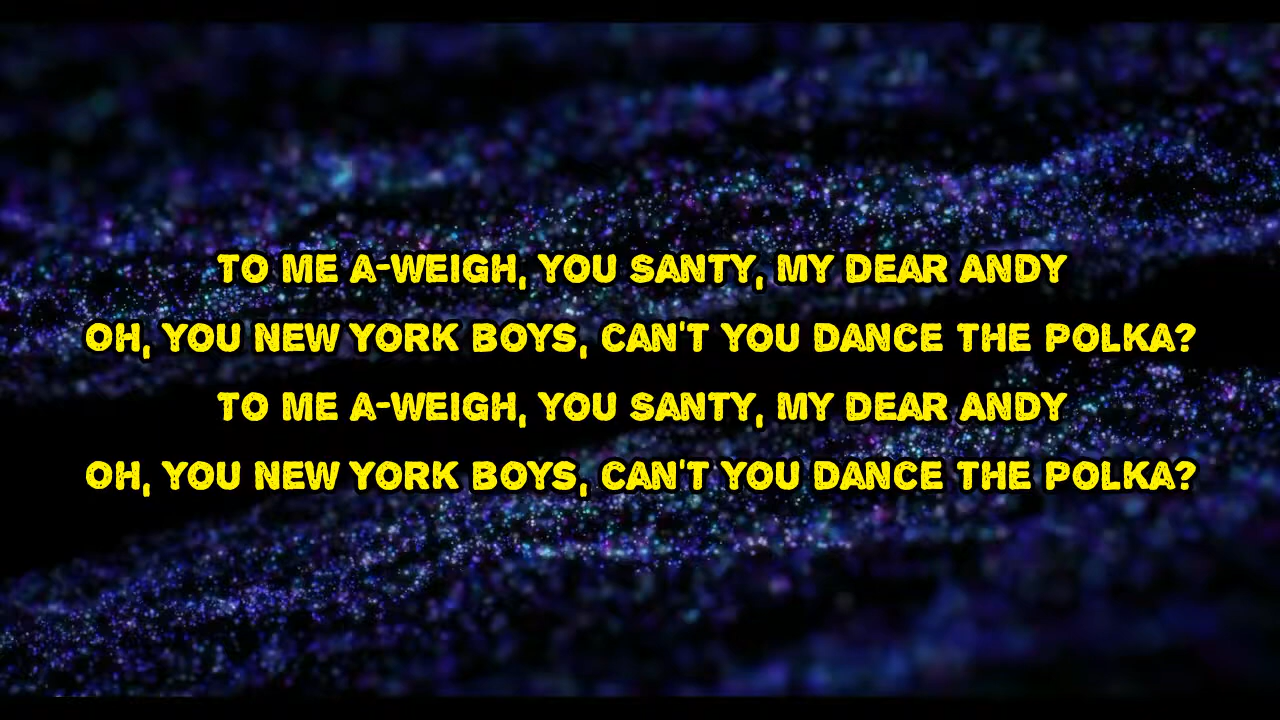 TO ME A-WEIGH, YOU SANTY, MY DEAR ANDY
OH, YOU NEW YORK BOYS, CAN'T YOU DANCE THE POLKA?
TO ME A-WEIGH, YOU SANTY, MY DEAR ANDY
OH, YOU NEW YORK BOYS, CAN'T YOU DANCE THE POLKA?